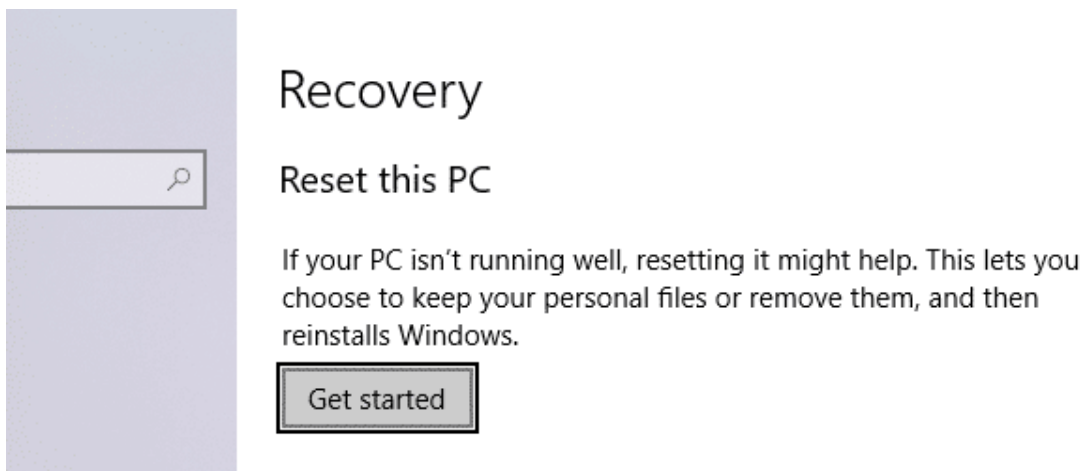 Recovery
Reset this PC
If your PC isn't running well, resetting it might help. This lets you
choose to keep your personal files or remove them, and then
reinstalls Windows.
Get started